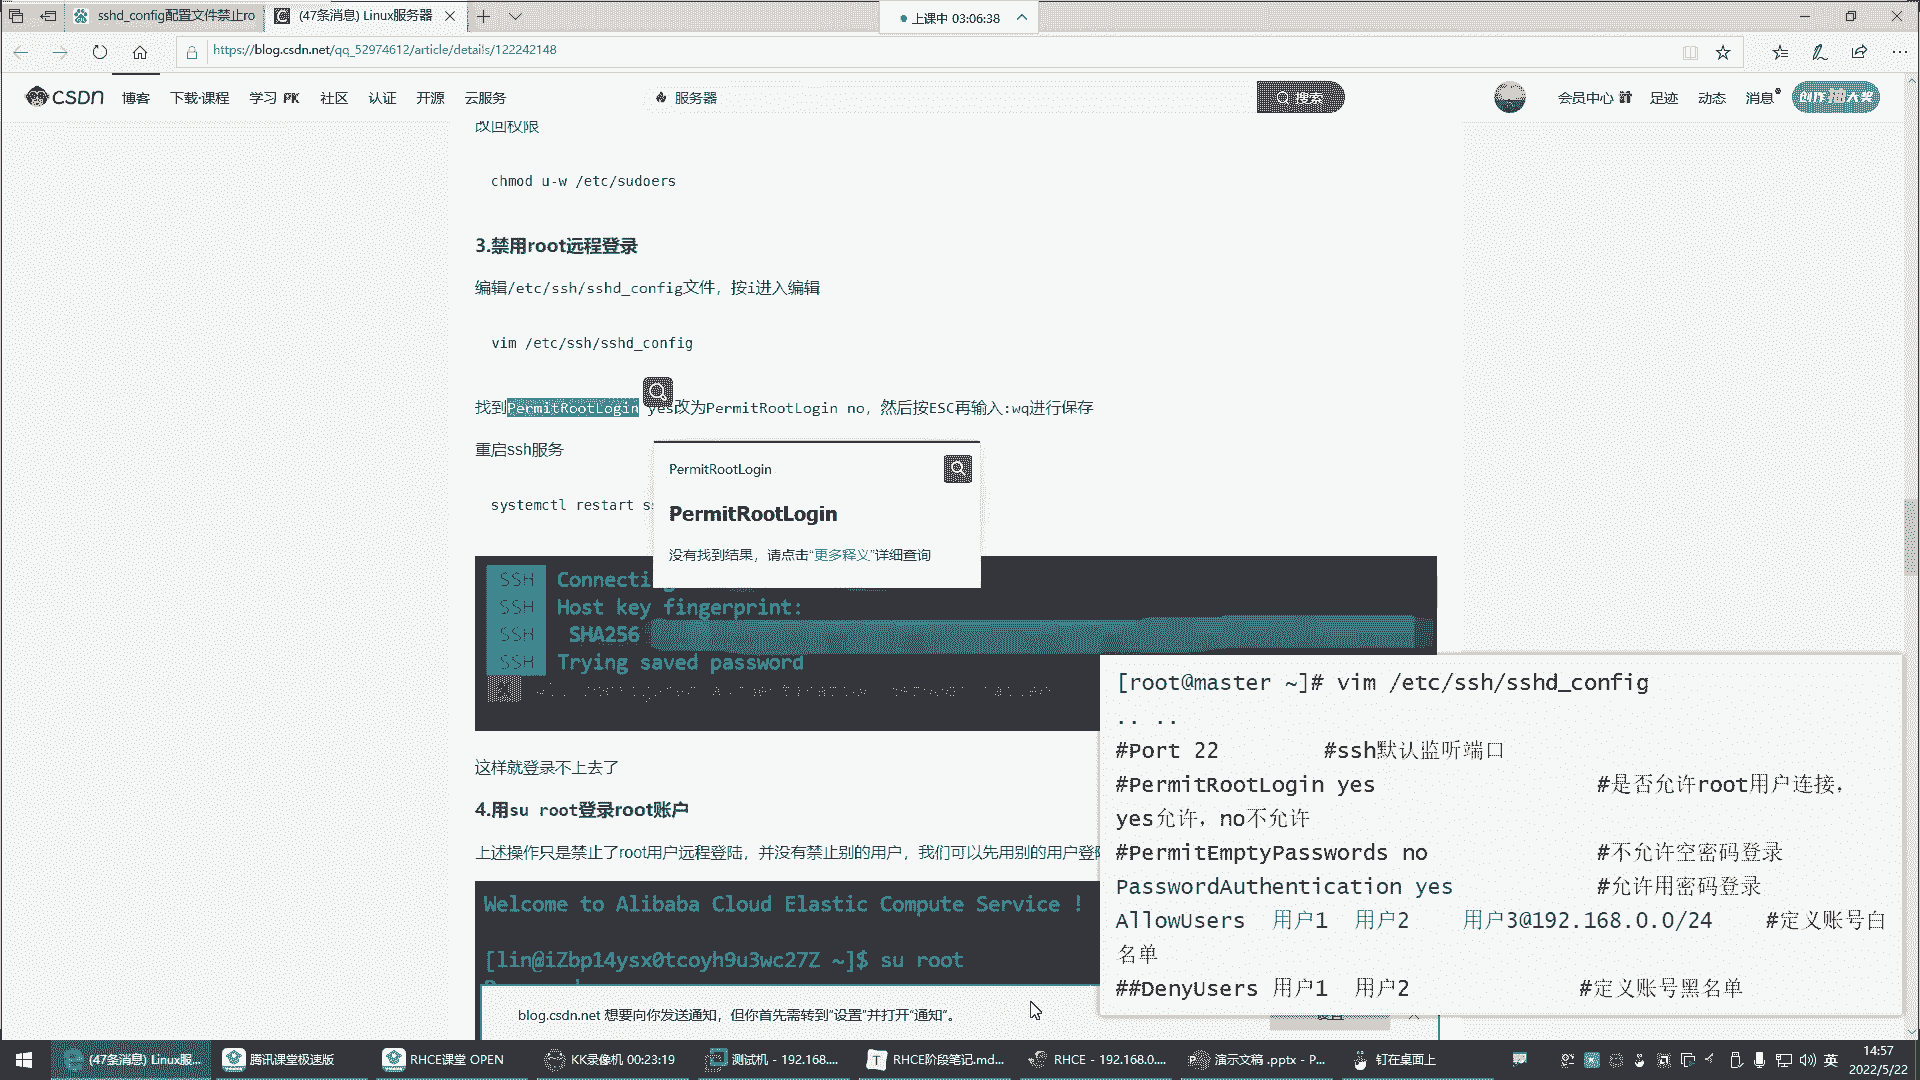 sshd_config配置文件禁止ro
(47条消息) Linux服务器
上课中 03:06:38
https://blog.csdn.net/qq_52974612/article/details/122242148
CSDN 博客 下载·课程 学习 PK 社区 认证 开源 云服务 服务器 搜索 会员中心 足迹 动态 消息 创作 抽大奖
改回权限
chmod u-w /etc/sudoers
3.禁用root远程登录
编辑/etc/ssh/sshd_config文件，按i进入编辑
vim /etc/ssh/sshd_config
找到PermitRootLogin yes改为PermitRootLogin no，然后按ESC再输入:wq进行保存
重启ssh服务
systemctl restart
PermitRootLogin
PermitRootLogin
没有找到结果，请点击“更多释义”详细查询
SSH Connecti
SSH Host key fingerprint:
SSH SHA256
SSH Trying saved password
这样就登录不上去了
4.用su root登录root账户
上述操作只是禁止了root用户远程登陆，并没有禁止别的用户，我们可以先用别的用户登
Welcome to Alibaba Cloud Elastic Compute Service !
[lin@iZbp14ysx0tcoyh9u3wc27Z ~]$ su root
blog.csdn.net 想要向你发送通知，但你首先需转到“设置”并打开“通知”。
[root@master ~]# vim /etc/ssh/sshd_config
.. ..
#Port 22 #ssh默认监听端口
#PermitRootLogin yes #是否允许root用户连接，
yes允许，no不允许
#PermitEmptyPasswords no #不允许空密码登录
PasswordAuthentication yes #允许用密码登录
AllowUsers 用户1 用户2 用户3@192.168.0.0/24 #定义账号白
名单
##DenyUsers 用户1 用户2 #定义账号黑名单
(47条消息) Linux服...
腾讯课堂极速版
RHCE课堂 OPEN
KK录像机 00:23:19
测试机 - 192.168....
RHCE阶段笔记.md...
RHCE - 192.168.0....
演示文稿 .pptx - P...
钉在桌面上
英
14:57
2022/5/22